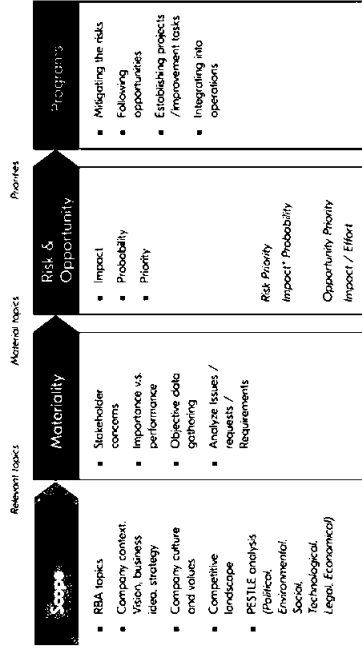 Relevant topics
Material topics
Priorities
Scope
Materiality
Risk &
Opportunity
Programs
▪ RBA topics
▪ Company context.
Vision, business
idea, strategy
▪ Company culture
and values
▪ Competitive
landscape
▪ PESTLE analysis
(Political,
Environmental,
Social,
Technological,
Legal, Economical)
▪ Stakeholder
concerns
▪ Importance v.s.
performance
▪ Objective data
gathering
▪ Analyze Issues /
requests /
Requirements
▪ Impact
▪ Probability
▪ Priority
Risk Priority
Impact* Probability
Opportunity Priority
Impact / Effort
▪ Mitigating the risks
▪ Following
opportunities
▪ Establishing projects
/improvement tasks
▪ Integrating into
operations